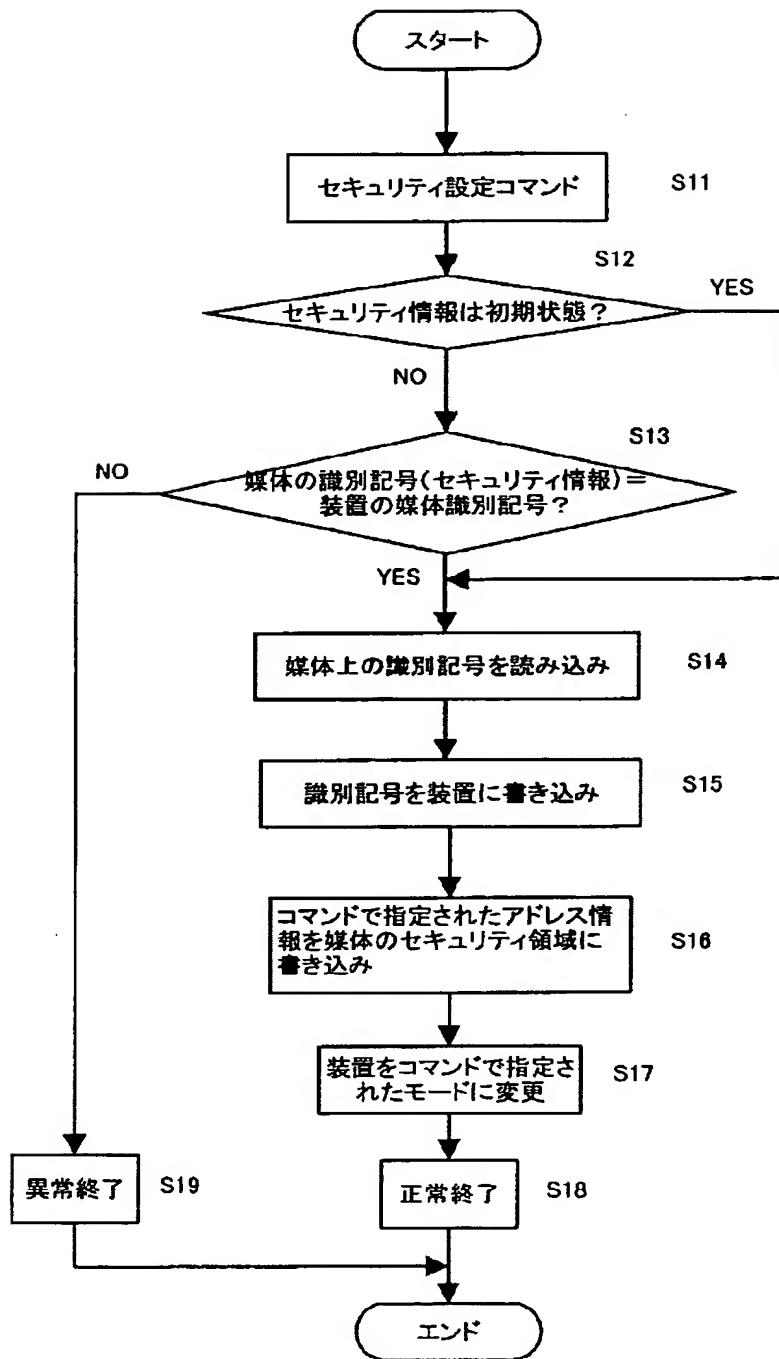 スタート
セキュリティ設定コマンド
S11
S12
セキュリティ情報は初期状態？
YES
NO
S13
NO
媒体の識別記号(セキュリティ情報)＝
装置の媒体識別記号？
YES
媒体上の識別記号を読み込み
S14
識別記号を装置に書き込み
S15
コマンドで指定されたアドレス情
報を媒体のセキュリティ領域に
書き込み
S16
装置をコマンドで指定さ
れたモードに変更
S17
異常終了
S19
正常終了
S18
エンド